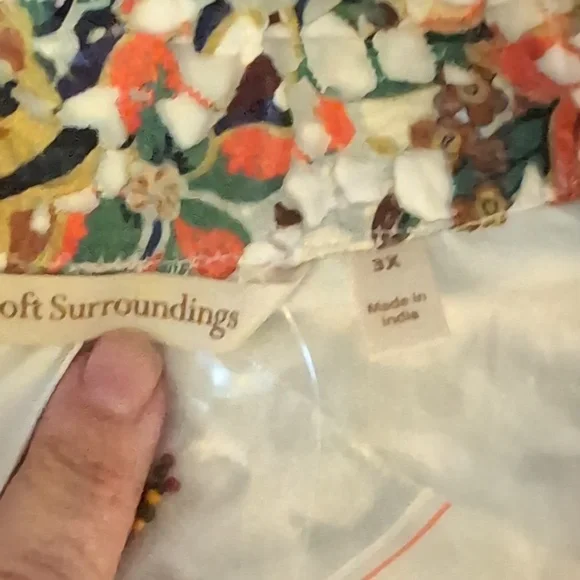 oft Surroundings
3X
Made in
India